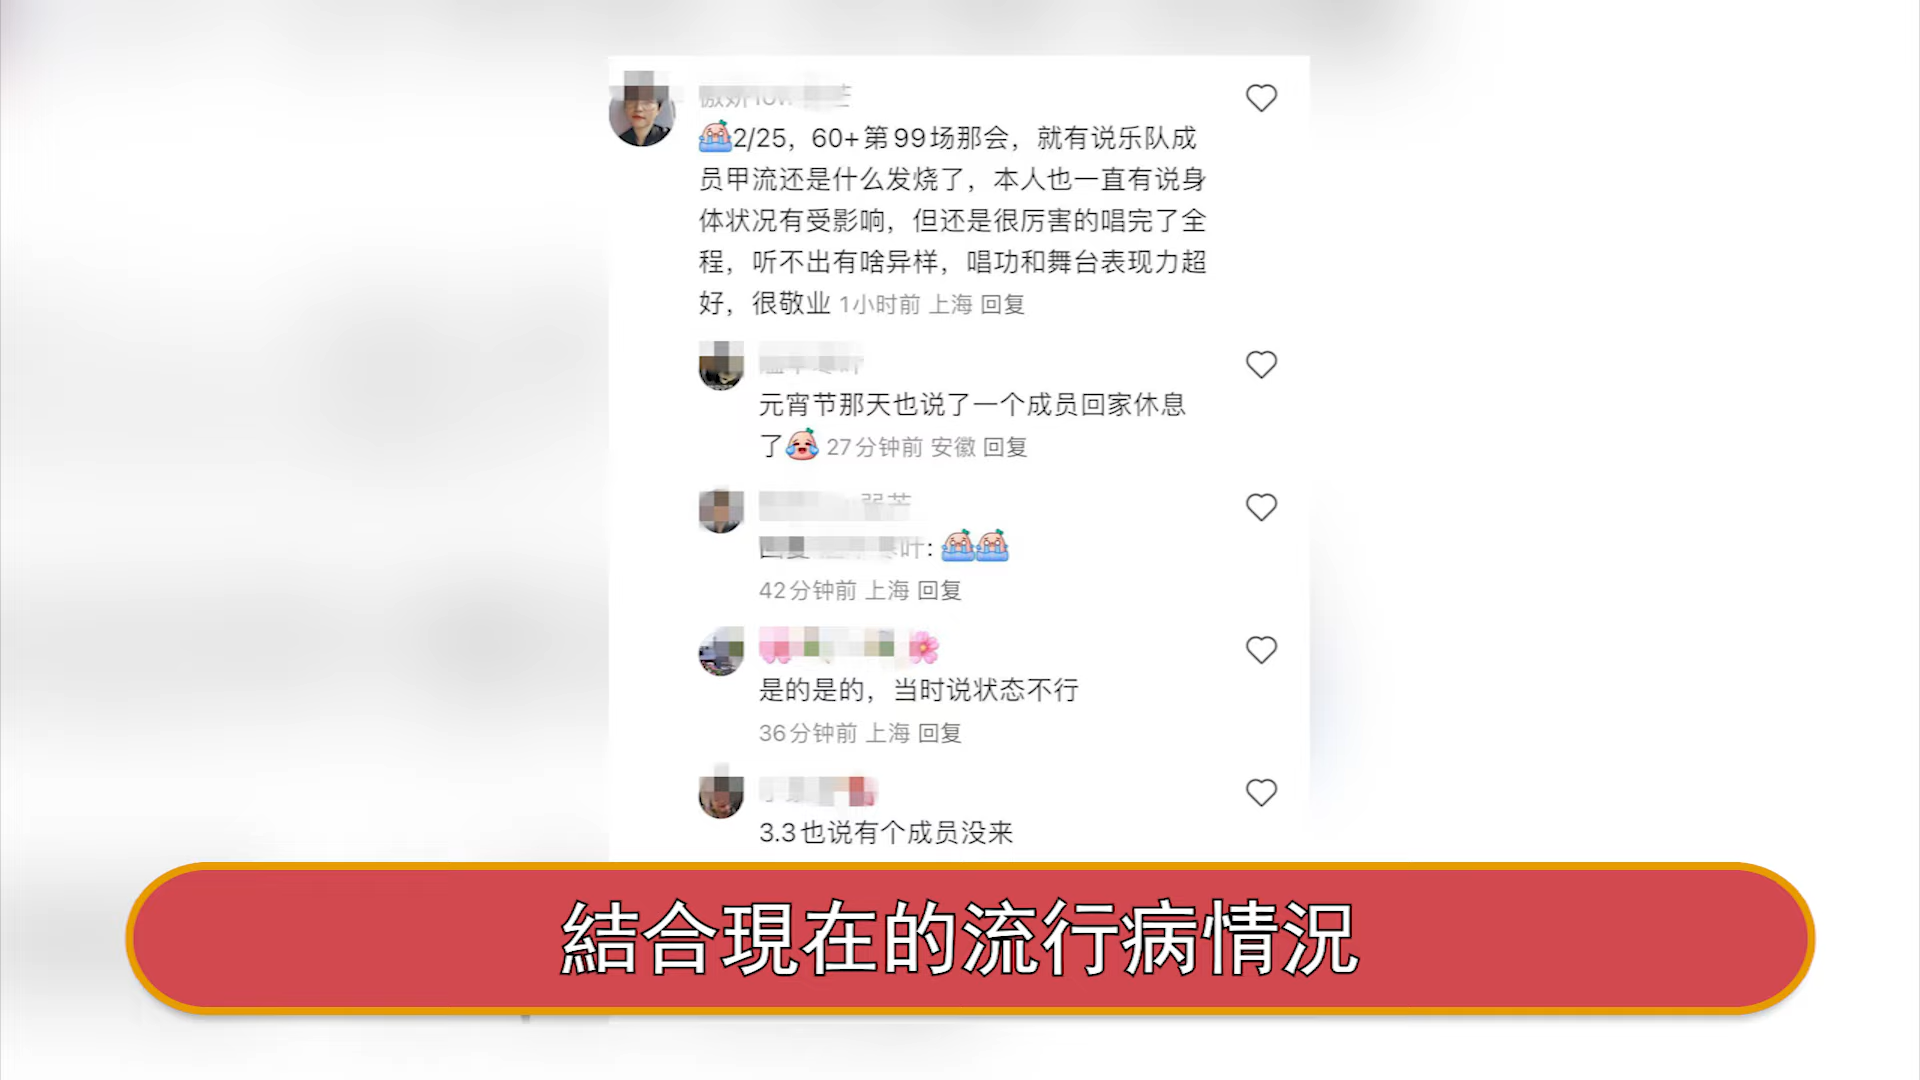 2/25，60+第99场那会，就有说乐队成
员甲流还是什么发烧了，本人也一直有说身
体状况有受影响，但还是很厉害的唱完了全
程，听不出有啥异样，唱功和舞台表现力超
好，很敬业 1小时前 上海 回复
元宵节那天也说了一个成员回家休息
了 27分钟前 安徽 回复
42分钟前 上海 回复
是的是的，当时说状态不行
36分钟前 上海 回复
3.3也说有个成员没来
結合現在的流行病情況